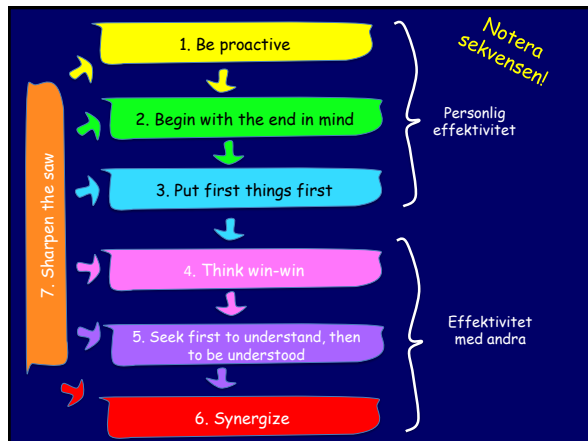 Notera
sekvensen!
1. Be proactive
2. Begin with the end in mind
3. Put first things first
Personlig
effektivitet
7. Sharpen the saw
4. Think win-win
5. Seek first to understand, then
to be understood
6. Synergize
Effektivitet
med andra